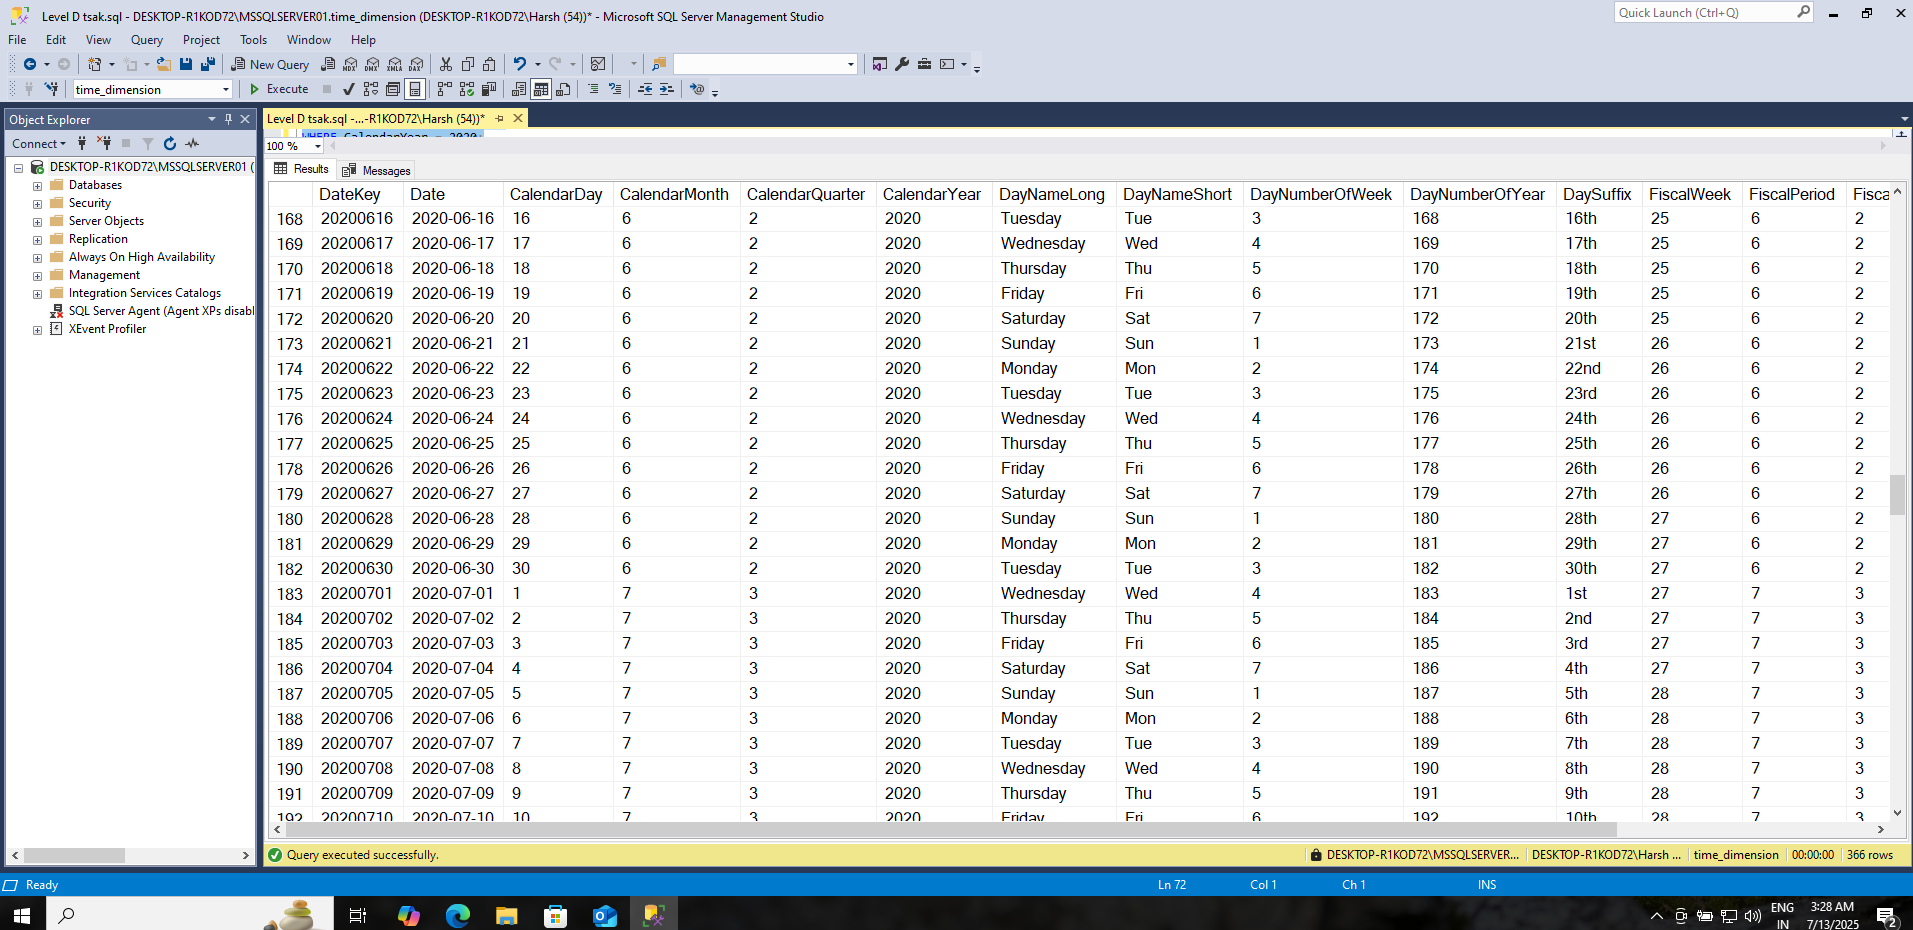 Level D tsak.sql - DESKTOP-R1KOD72\MSSQLSERVER01.time_dimension (DESKTOP-R1KOD72\Harsh (54))* - Microsoft SQL Server Management Studio
Quick Launch (Ctrl+Q)
File Edit View Query Project Tools Window Help
New Query MDX DMX XMLA DAX
time_dimension Execute
Object Explorer
Connect
DESKTOP-R1KOD72\MSSQLSERVER01 (
Databases
Security
Server Objects
Replication
Always On High Availability
Management
Integration Services Catalogs
SQL Server Agent (Agent XPs disabl
XEvent Profiler
Level D tsak.sql -...-R1KOD72\Harsh (54))*
WHERE CalendarYear = 2020;
100 %
Results Messages
DateKey Date CalendarDay CalendarMonth CalendarQuarter CalendarYear DayNameLong DayNameShort DayNumberOfWeek DayNumberOfYear DaySuffix FiscalWeek FiscalPeriod Fisca
168 20200616 2020-06-16 16 6 2 2020 Tuesday Tue 3 168 16th 25 6 2
169 20200617 2020-06-17 17 6 2 2020 Wednesday Wed 4 169 17th 25 6 2
170 20200618 2020-06-18 18 6 2 2020 Thursday Thu 5 170 18th 25 6 2
171 20200619 2020-06-19 19 6 2 2020 Friday Fri 6 171 19th 25 6 2
172 20200620 2020-06-20 20 6 2 2020 Saturday Sat 7 172 20th 25 6 2
173 20200621 2020-06-21 21 6 2 2020 Sunday Sun 1 173 21st 26 6 2
174 20200622 2020-06-22 22 6 2 2020 Monday Mon 2 174 22nd 26 6 2
175 20200623 2020-06-23 23 6 2 2020 Tuesday Tue 3 175 23rd 26 6 2
176 20200624 2020-06-24 24 6 2 2020 Wednesday Wed 4 176 24th 26 6 2
177 20200625 2020-06-25 25 6 2 2020 Thursday Thu 5 177 25th 26 6 2
178 20200626 2020-06-26 26 6 2 2020 Friday Fri 6 178 26th 26 6 2
179 20200627 2020-06-27 27 6 2 2020 Saturday Sat 7 179 27th 26 6 2
180 20200628 2020-06-28 28 6 2 2020 Sunday Sun 1 180 28th 27 6 2
181 20200629 2020-06-29 29 6 2 2020 Monday Mon 2 181 29th 27 6 2
182 20200630 2020-06-30 30 6 2 2020 Tuesday Tue 3 182 30th 27 6 2
183 20200701 2020-07-01 1 7 3 2020 Wednesday Wed 4 183 1st 27 7 3
184 20200702 2020-07-02 2 7 3 2020 Thursday Thu 5 184 2nd 27 7 3
185 20200703 2020-07-03 3 7 3 2020 Friday Fri 6 185 3rd 27 7 3
186 20200704 2020-07-04 4 7 3 2020 Saturday Sat 7 186 4th 27 7 3
187 20200705 2020-07-05 5 7 3 2020 Sunday Sun 1 187 5th 28 7 3
188 20200706 2020-07-06 6 7 3 2020 Monday Mon 2 188 6th 28 7 3
189 20200707 2020-07-07 7 7 3 2020 Tuesday Tue 3 189 7th 28 7 3
190 20200708 2020-07-08 8 7 3 2020 Wednesday Wed 4 190 8th 28 7 3
191 20200709 2020-07-09 9 7 3 2020 Thursday Thu 5 191 9th 28 7 3
192 20200710 2020-07-10 10 7 3 2020 Friday Fri 6 192 10th 28 7 3
Query executed successfully. DESKTOP-R1KOD72\MSSQLSERVER... DESKTOP-R1KOD72\Harsh ... time_dimension 00:00:00 366 rows
Ready Ln 72 Col 1 Ch 1 INS
ENG 3:28 AM
IN 7/13/2025 2